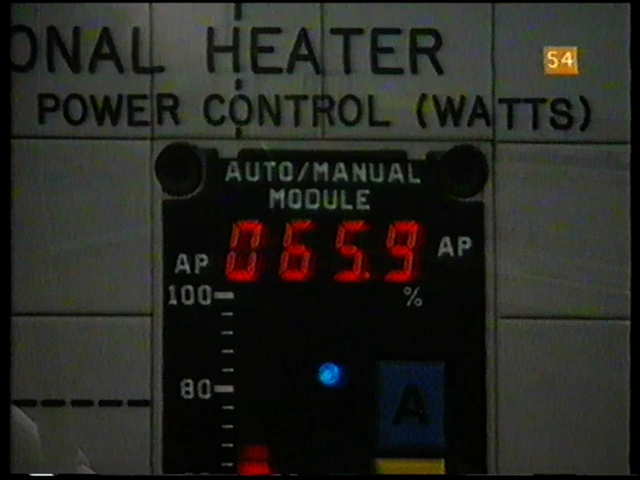 ONAL HEATER
54
POWER CONTROL (WATTS)
AUTO/MANUAL
MODULE
AP 065.9 AP
100 %
80
A